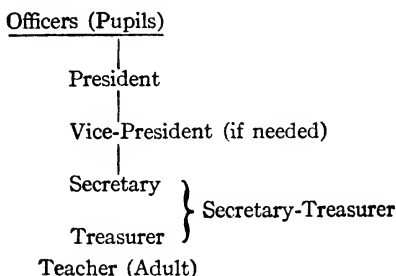 Officers (Pupils)
President
Vice-President (if needed)
Secretary
Secretary-Treasurer
Treasurer
Teacher (Adult)